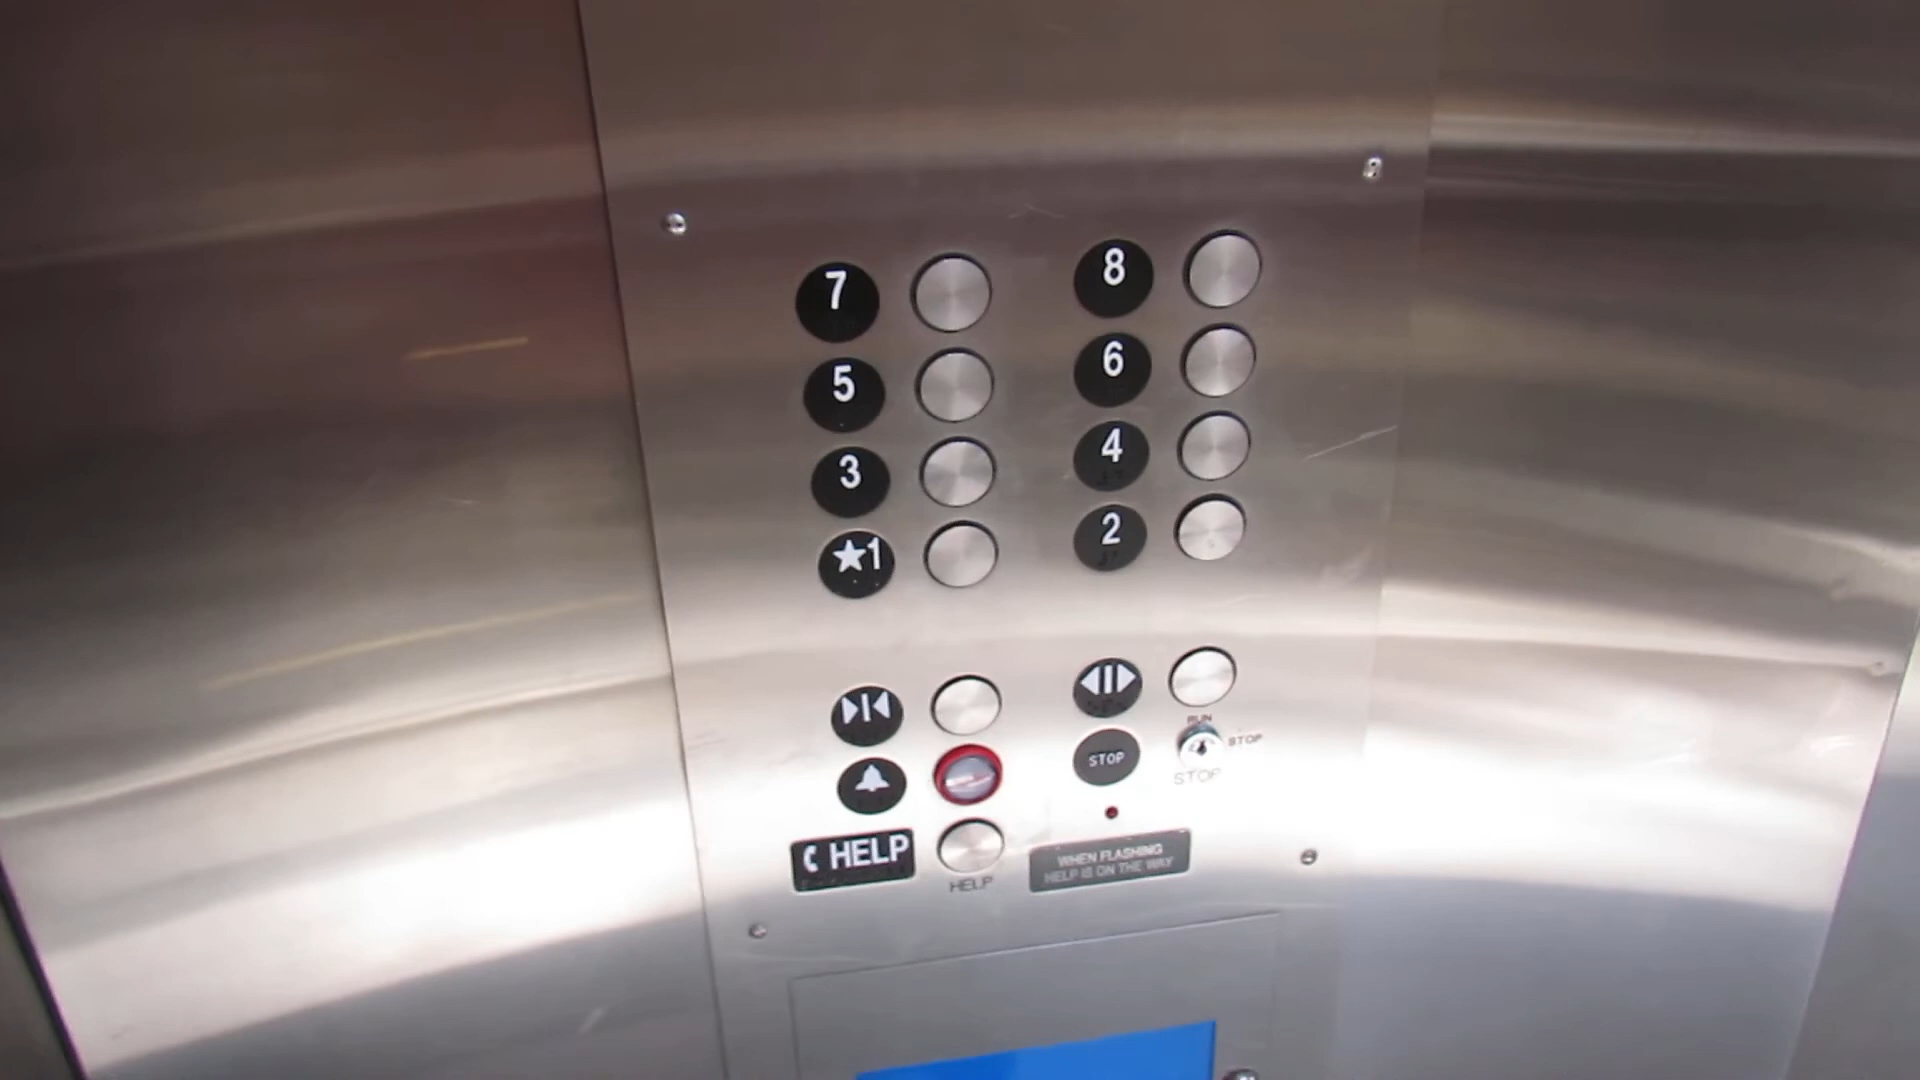 7
8
5
6
3
4
★1
2
RUN
STOP
STOP
STOP
HELP
HELP
WHEN FLASHING
HELP IS ON THE WAY